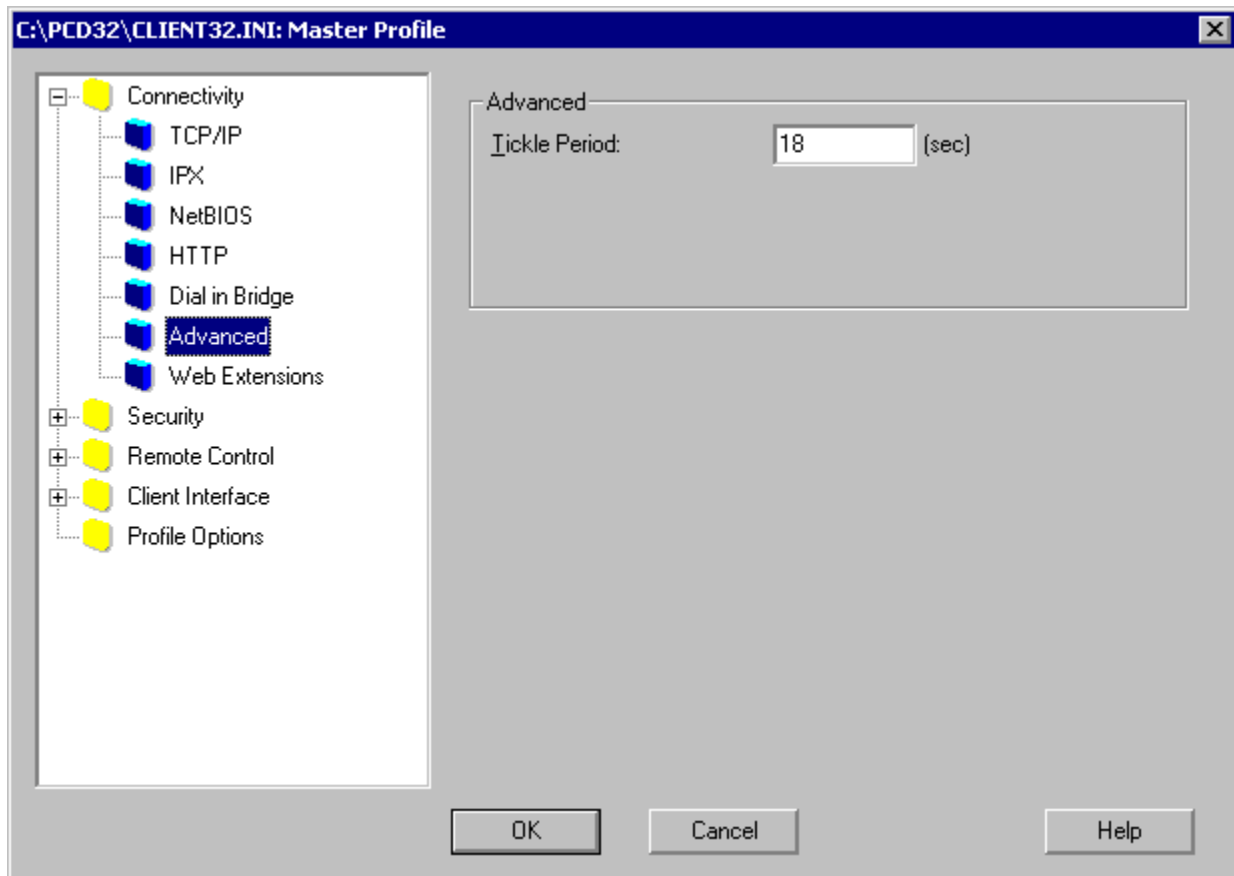 C:\PCD32\CLIENT32.INI: Master Profile
Connectivity
TCP/IP
IPX
NetBIOS
HTTP
Dial in Bridge
Advanced
Web Extensions
Security
Remote Control
Client Interface
Profile Options
Advanced
Tickle Period: 18 (sec)
OK Cancel Help